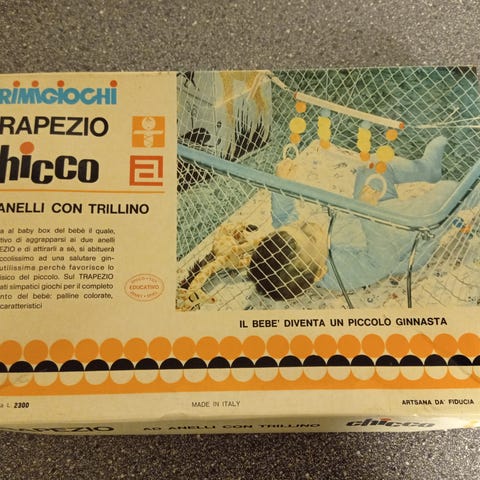 RIMIGIOCHI
RAPEZIO
chicco
ANELLI CON TRILLINO
a al baby box del bebè il quale,
tivo di aggrapparsi ai due anelli
PEZIO e di attirarli a sè, si abituerà
ccolissimo ad una salutare gin-
utilissima perchè favorisce lo
isico del piccolo. Sul TRAPEZIO
ati simpatici giochi per il completo
nto del bebè: palline colorate,
caratteristici
EDUCATIVO
IL BEBE' DIVENTA UN PICCOLO GINNASTA
a L. 2300
MADE IN ITALY
ARTSANA DA' FIDUCIA
APEZIO
AD ANELLI CON TRILLINO
chicco